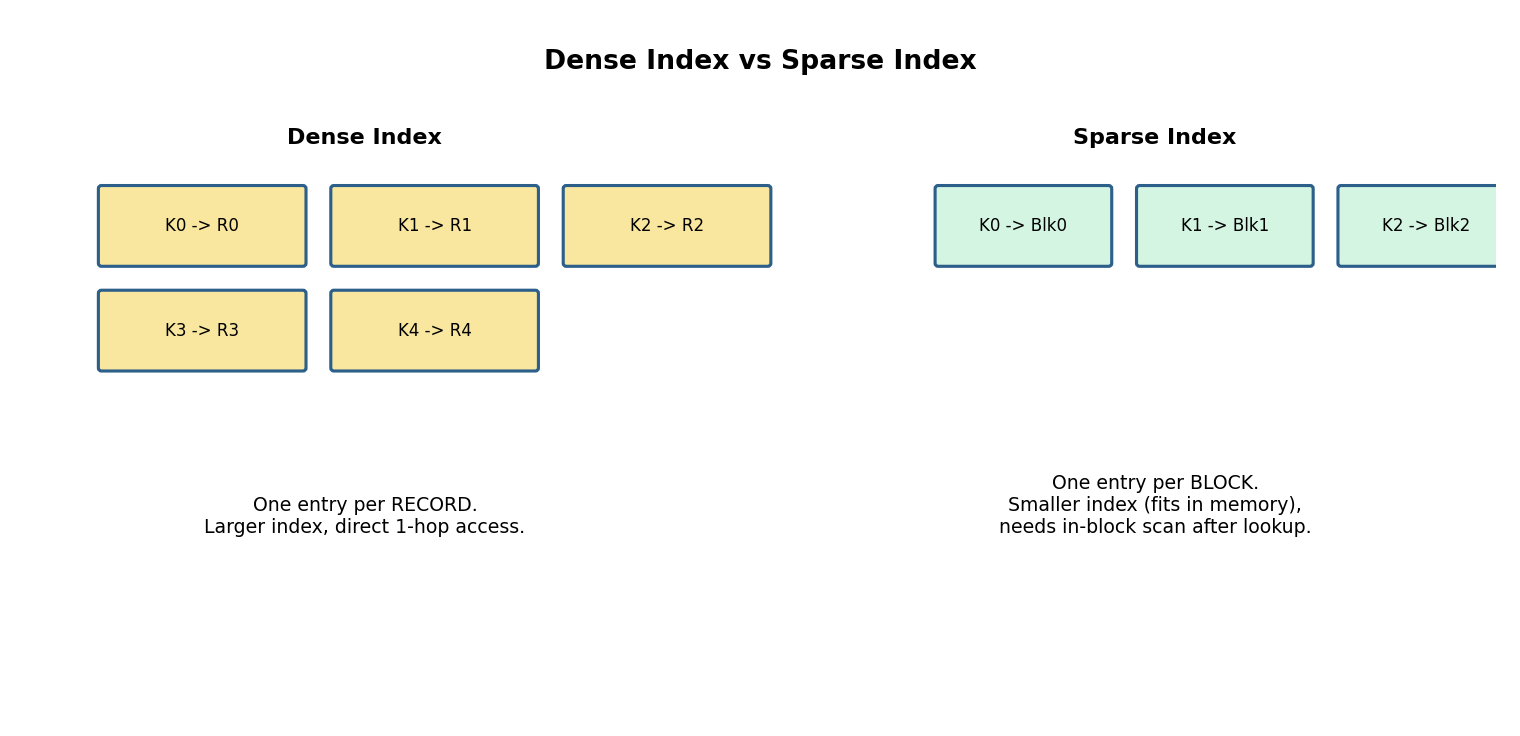 Dense Index vs Sparse Index
Dense Index
K0 -> R0
K1 -> R1
K2 -> R2
K3 -> R3
K4 -> R4
One entry per RECORD.
Larger index, direct 1-hop access.
Sparse Index
K0 -> Blk0
K1 -> Blk1
K2 -> Blk2
One entry per BLOCK.
Smaller index (fits in memory),
needs in-block scan after lookup.